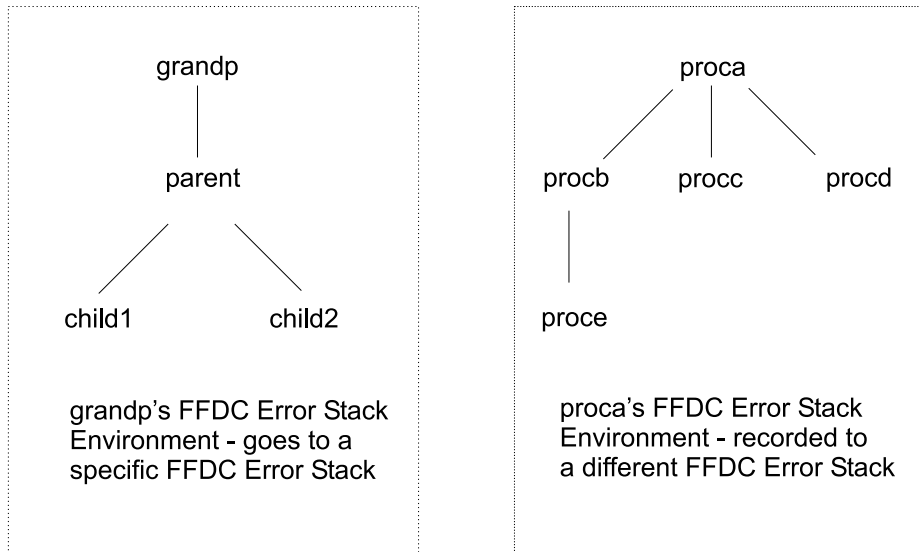 grandp
parent
child1
child2
grandp's FFDC Error Stack
Environment - goes to a
specific FFDC Error Stack
proca
procb
procc
procd
proce
proca's FFDC Error Stack
Environment - recorded to
a different FFDC Error Stack